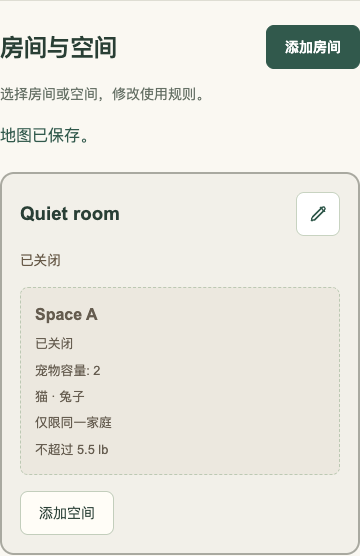 房间与空间
添加房间
选择房间或空间，修改使用规则。
地图已保存。
Quiet room
已关闭
Space A
已关闭
宠物容量: 2
猫 · 兔子
仅限同一家庭
不超过 5.5 lb
添加空间